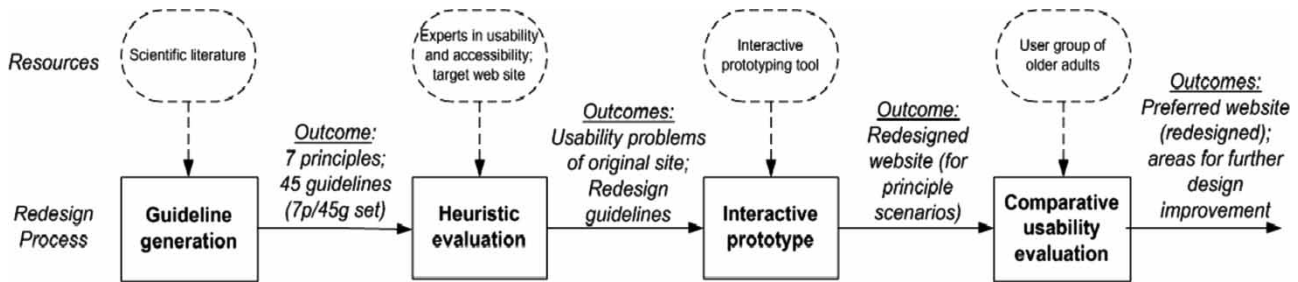 Resources
Scientific literature
Experts in usability
and accessibility;
target web site
Interactive
prototyping tool
User group of
older adults
Redesign
Process
Guideline
generation
Outcome:
7 principles;
45 guidelines
(7p/45g set)
Heuristic
evaluation
Outcomes:
Usability problems
of original site;
Redesign
guidelines
Interactive
prototype
Outcome:
Redesigned
website (for
principle
scenarios)
Comparative
usability
evaluation
Outcomes:
Preferred website
(redesigned);
areas for further
design
improvement